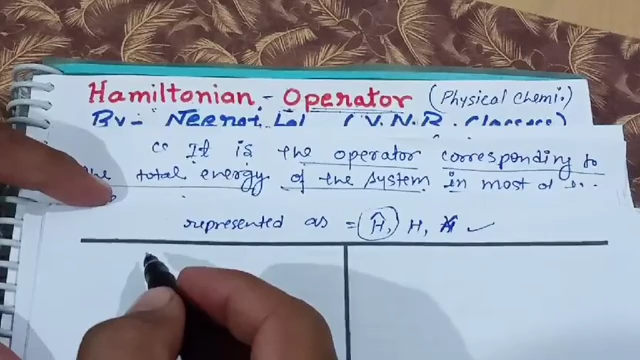 Hamiltonian - Operator (Physical Chemi.)
By - Neeraj Lal (V.N.R. Classes)
" It is the operator corresponding to
the total energy of the system in most of
represented as = Ĥ, H,